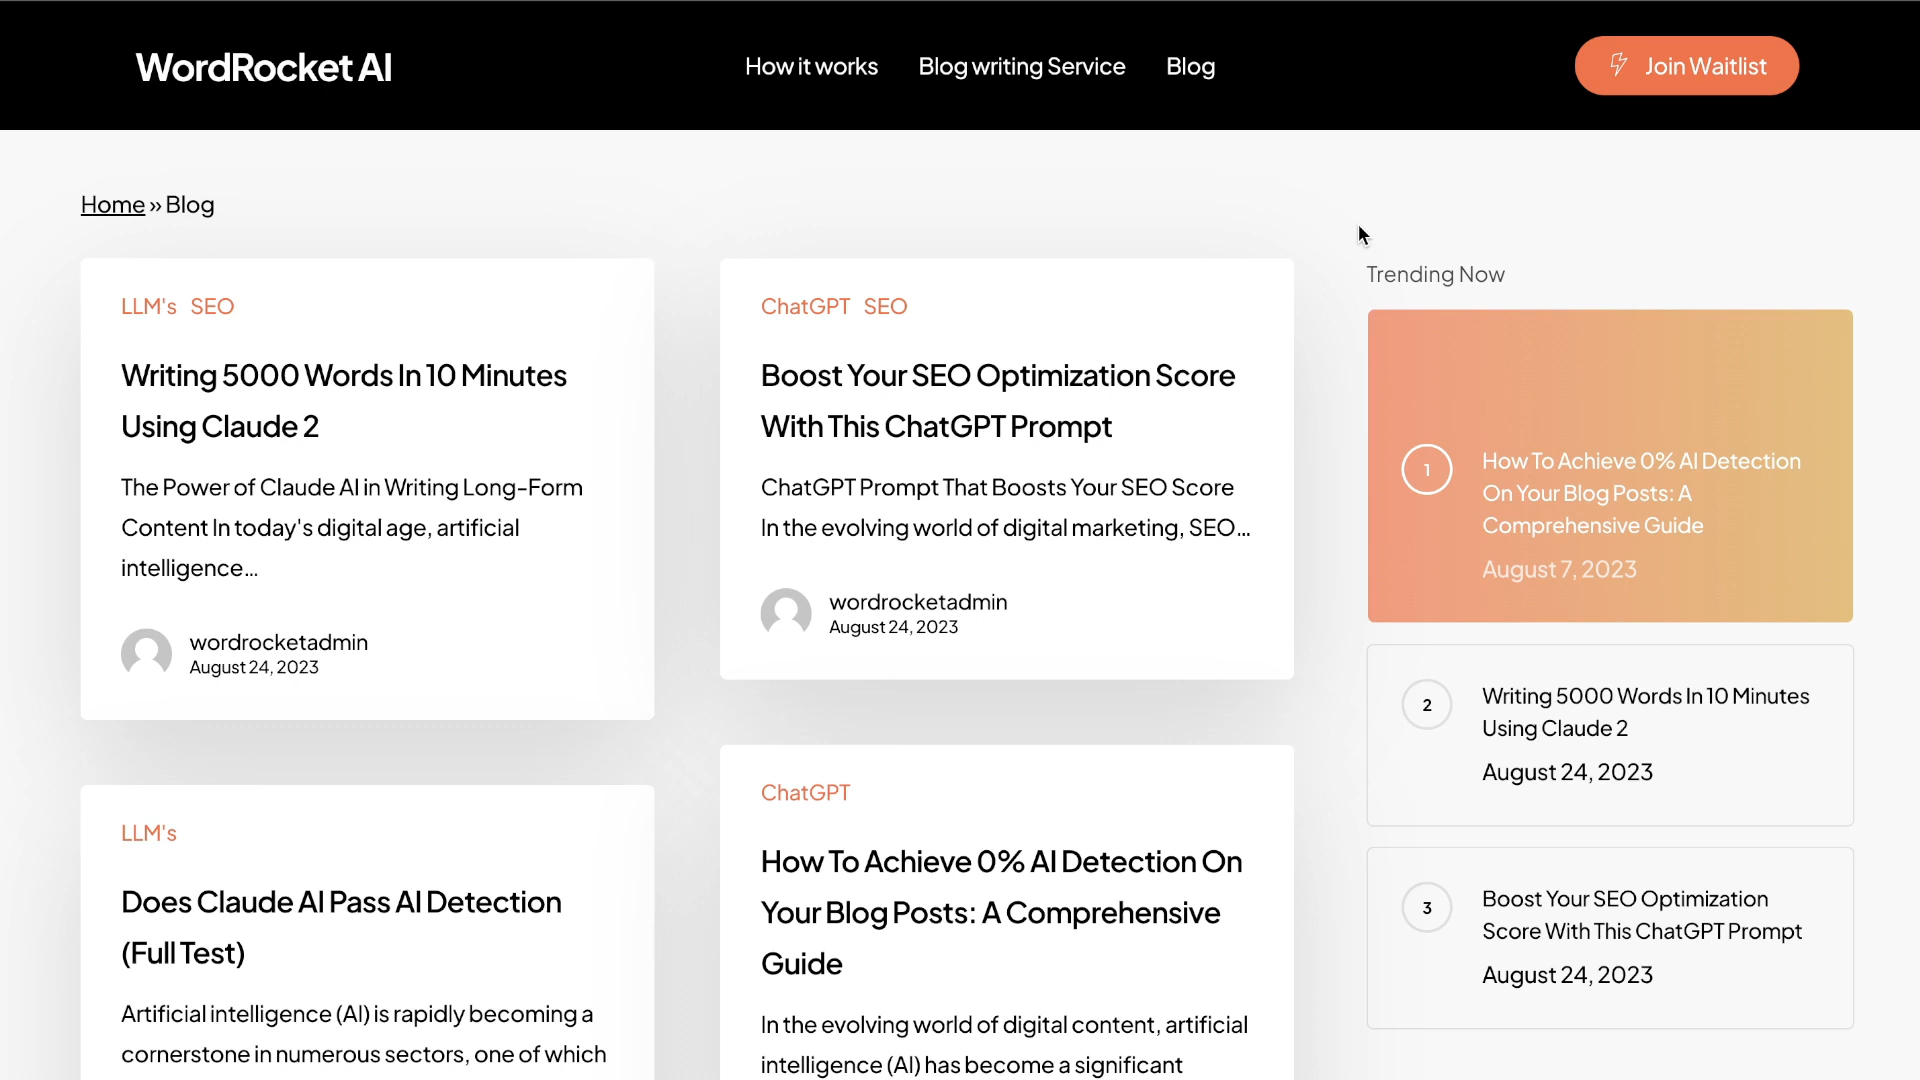 WordRocket AI
How it works
Blog writing Service
Blog
Join Waitlist
Home » Blog
LLM's SEO
Writing 5000 Words In 10 Minutes
Using Claude 2
The Power of Claude AI in Writing Long-Form
Content In today's digital age, artificial
intelligence...
wordrocketadmin
August 24, 2023
LLM's
Does Claude AI Pass AI Detection
(Full Test)
Artificial intelligence (AI) is rapidly becoming a
cornerstone in numerous sectors, one of which
ChatGPT SEO
Boost Your SEO Optimization Score
With This ChatGPT Prompt
ChatGPT Prompt That Boosts Your SEO Score
In the evolving world of digital marketing, SEO...
wordrocketadmin
August 24, 2023
ChatGPT
How To Achieve 0% AI Detection On
Your Blog Posts: A Comprehensive
Guide
In the evolving world of digital content, artificial
intelligence (AI) has become a significant
Trending Now
1
How To Achieve 0% AI Detection
On Your Blog Posts: A
Comprehensive Guide
August 7, 2023
2
Writing 5000 Words In 10 Minutes
Using Claude 2
August 24, 2023
3
Boost Your SEO Optimization
Score With This ChatGPT Prompt
August 24, 2023